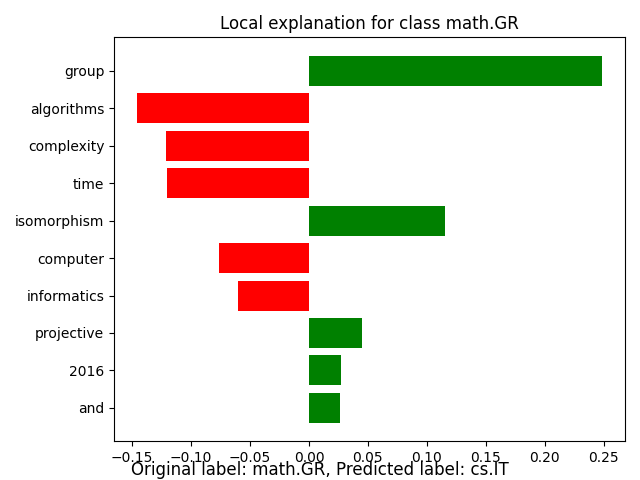 Local explanation for class math.GR
group
algorithms
complexity
time
isomorphism
computer
informatics
projective
2016
and
−0.15 −0.10 −0.05 0.00 0.05 0.10 0.15 0.20 0.25
Original label: math.GR, Predicted label: cs.IT